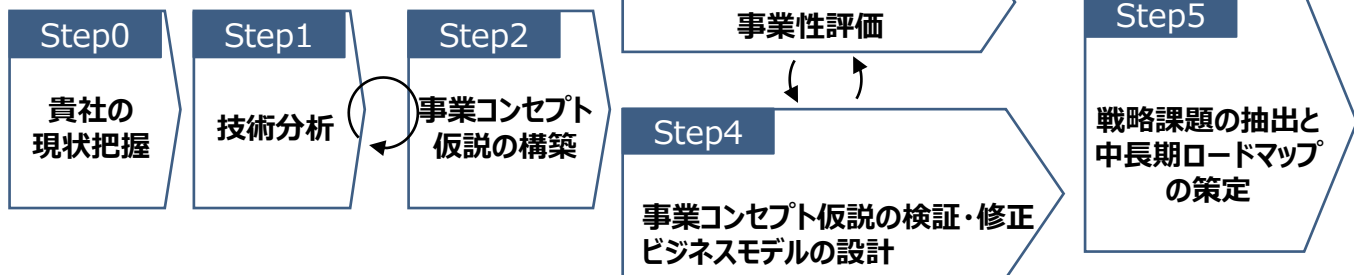 Step0
貴社の
現状把握
Step1
技術分析
Step2
事業コンセプト
仮説の構築
事業性評価
Step4
事業コンセプト仮説の検証・修正
ビジネスモデルの設計
Step5
戦略課題の抽出と
中長期ロードマップ
の策定